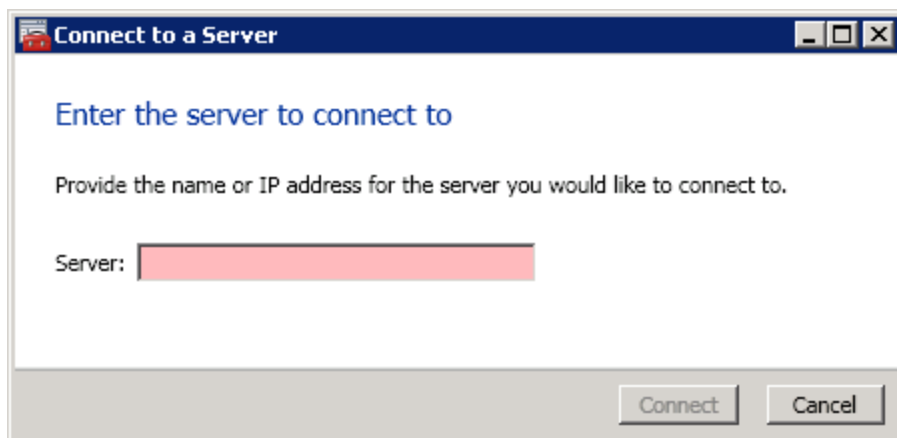 Connect to a Server
Enter the server to connect to
Provide the name or IP address for the server you would like to connect to.
Server:
Connect Cancel